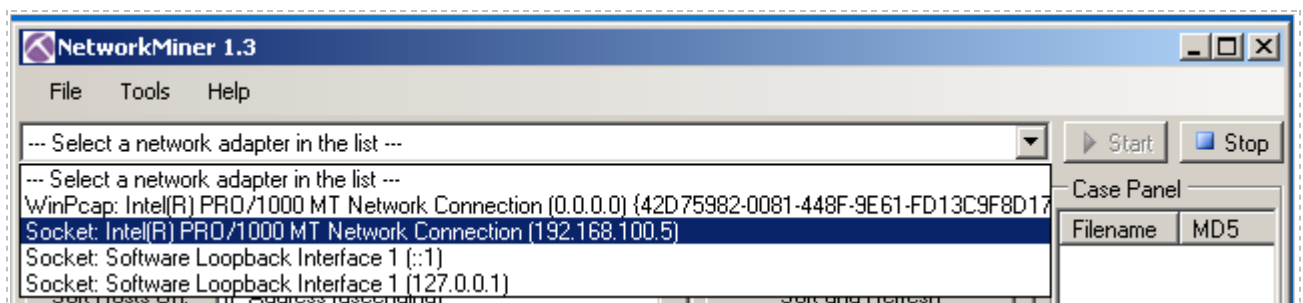 NetworkMiner 1.3
File Tools Help
--- Select a network adapter in the list ---
Start Stop
--- Select a network adapter in the list ---
WinPcap: Intel(R) PRO/1000 MT Network Connection (0.0.0.0) {42D75982-0081-448F-9E61-FD13C9F8D17
Socket: Intel(R) PRO/1000 MT Network Connection (192.168.100.5)
Socket: Software Loopback Interface 1 (::1)
Socket: Software Loopback Interface 1 (127.0.0.1)
Case Panel
Filename MD5